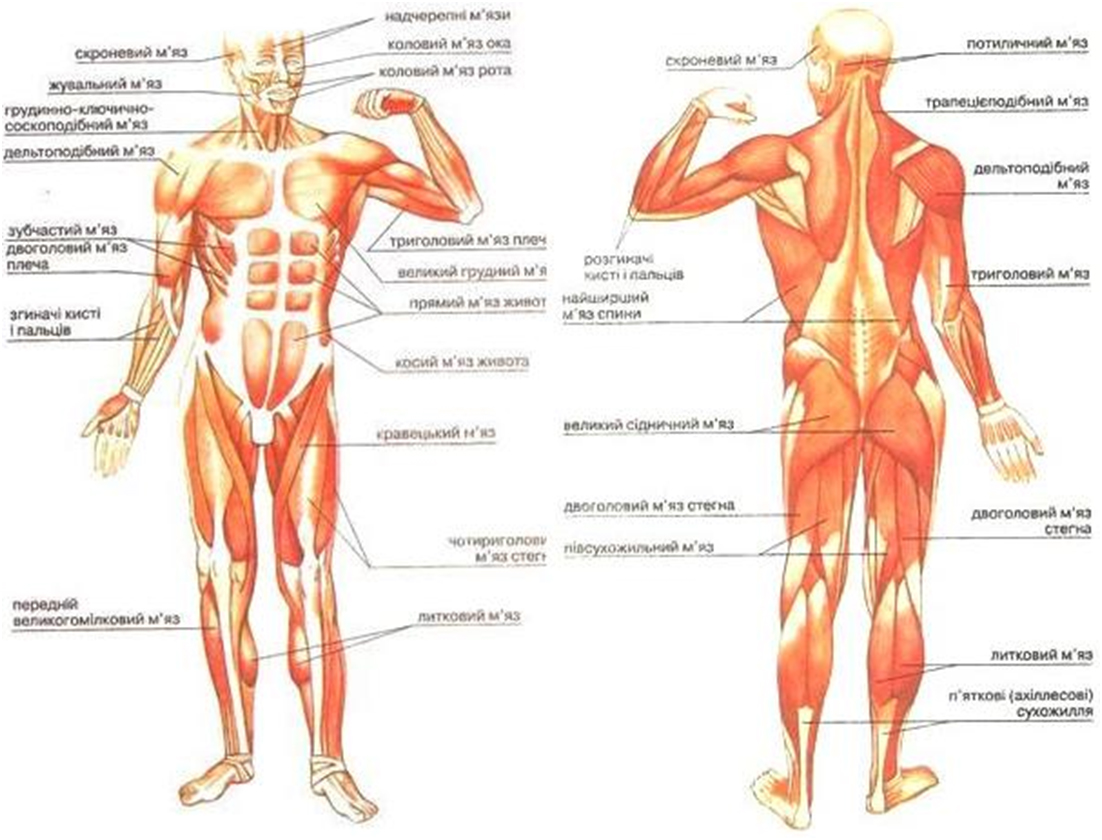 надчерепні м'язи
скроневий м'яз
коловий м'яз ока
жувальний м'яз
коловий м'яз рота
грудинно-ключично-
соскоподібний м'яз
дельтоподібний м'яз
зубчастий м'яз
двоголовий м'яз
плеча
триголовий м'яз плеч
великий грудний м'я
прямий м'яз живот
згиначі кисті
і пальців
косий м'яз живота
кравецький м'яз
чотириголови
м'яз стегн
передній
великогомілковий м'яз
литковий м'яз
скроневий м'яз
потиличний м'яз
трапецієподібний м'яз
дельтоподібний
м'яз
розгиначі
кисті і пальців
триголовий м'яз
найширший
м'яз спини
великий сідничний м'яз
двоголовий м'яз стегна
двоголовий м'яз
стегна
півсухожильний м'яз
литковий м'яз
п'яткові (ахіллесові)
сухожилля